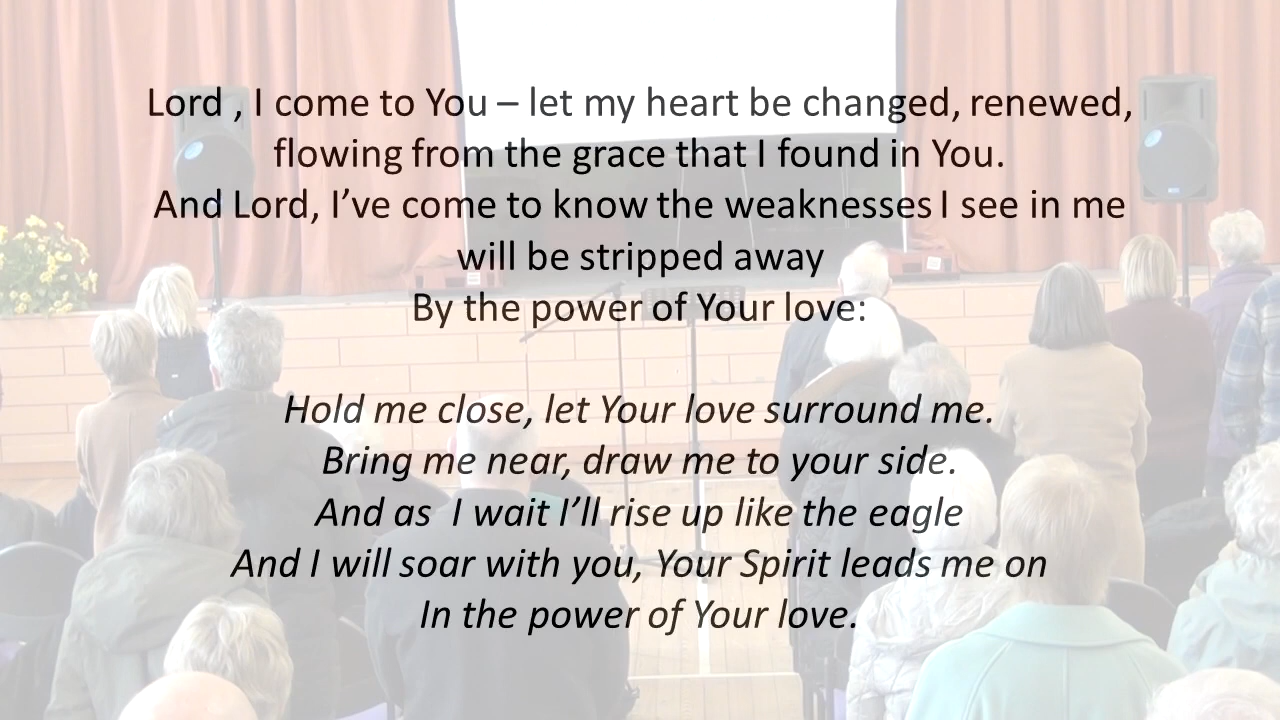 Lord , I come to You – let my heart be changed, renewed,
flowing from the grace that I found in You.
And Lord, I’ve come to know the weaknesses I see in me
will be stripped away
By the power of Your love:
Hold me close, let Your love surround me.
Bring me near, draw me to your side.
And as  I wait I’ll rise up like the eagle
And I will soar with you, Your Spirit leads me on
In the power of Your love.